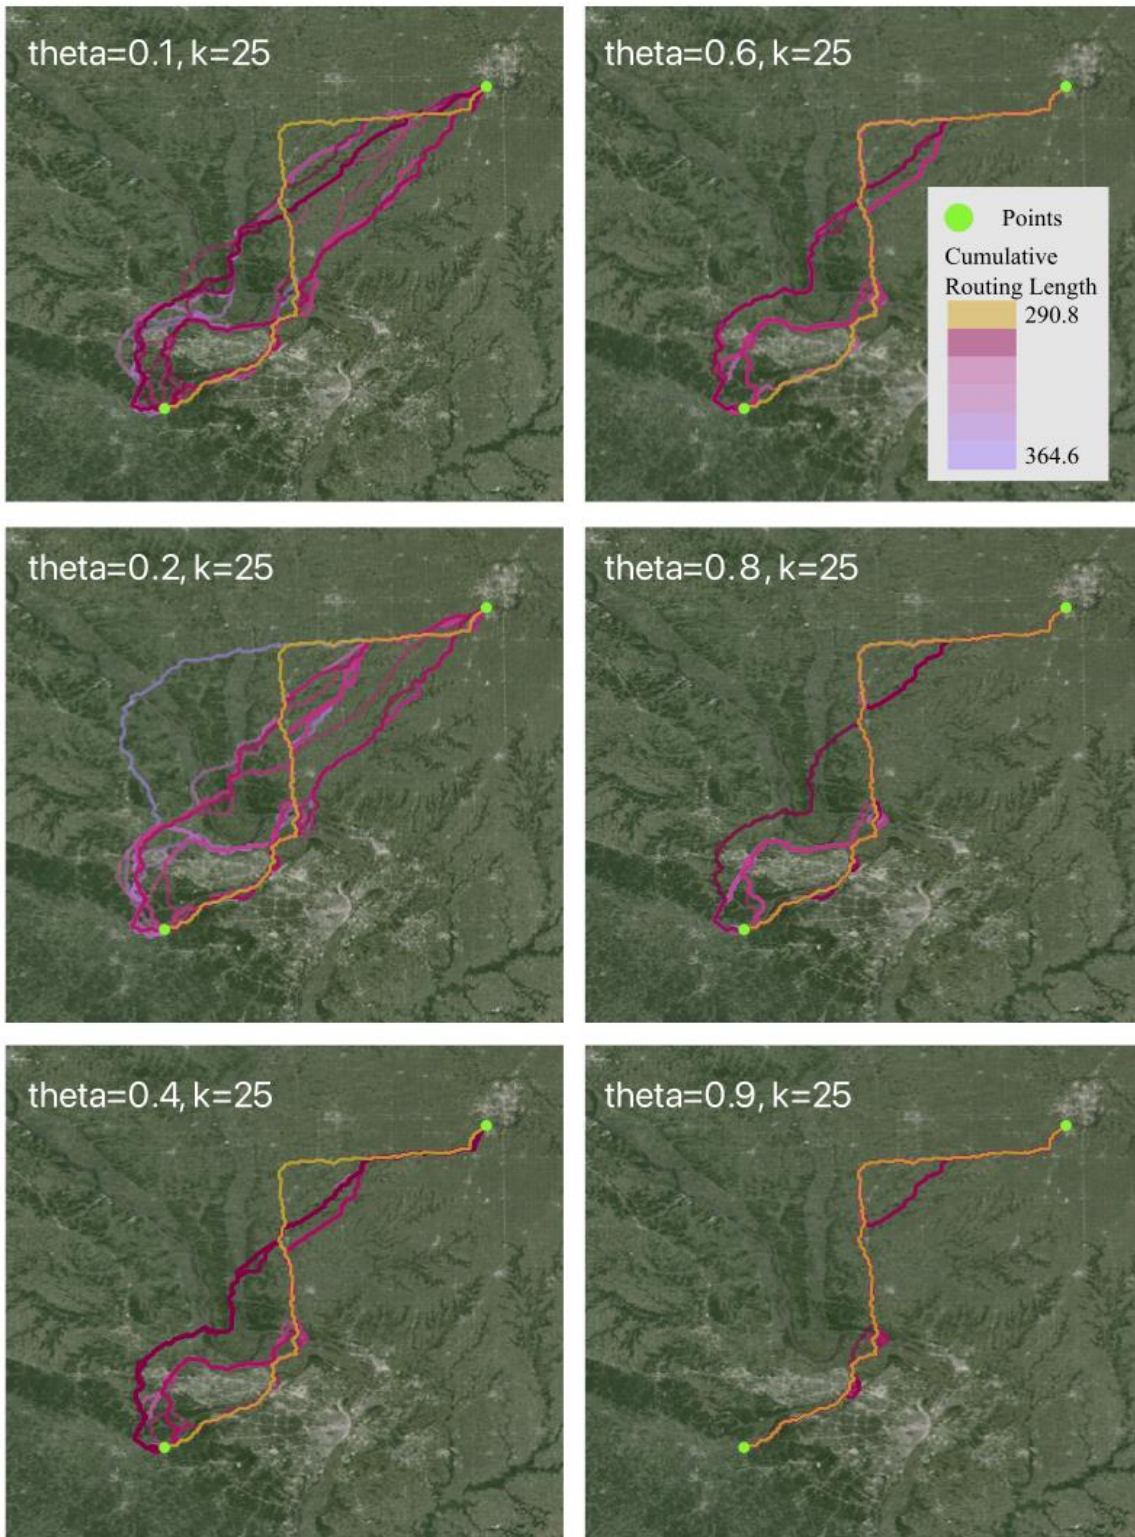 theta=0.1, k=25
theta=0.6, k=25
Points
Cumulative
Routing Length
290.8
364.6
theta=0.2, k=25
theta=0.8, k=25
theta=0.4, k=25
theta=0.9, k=25